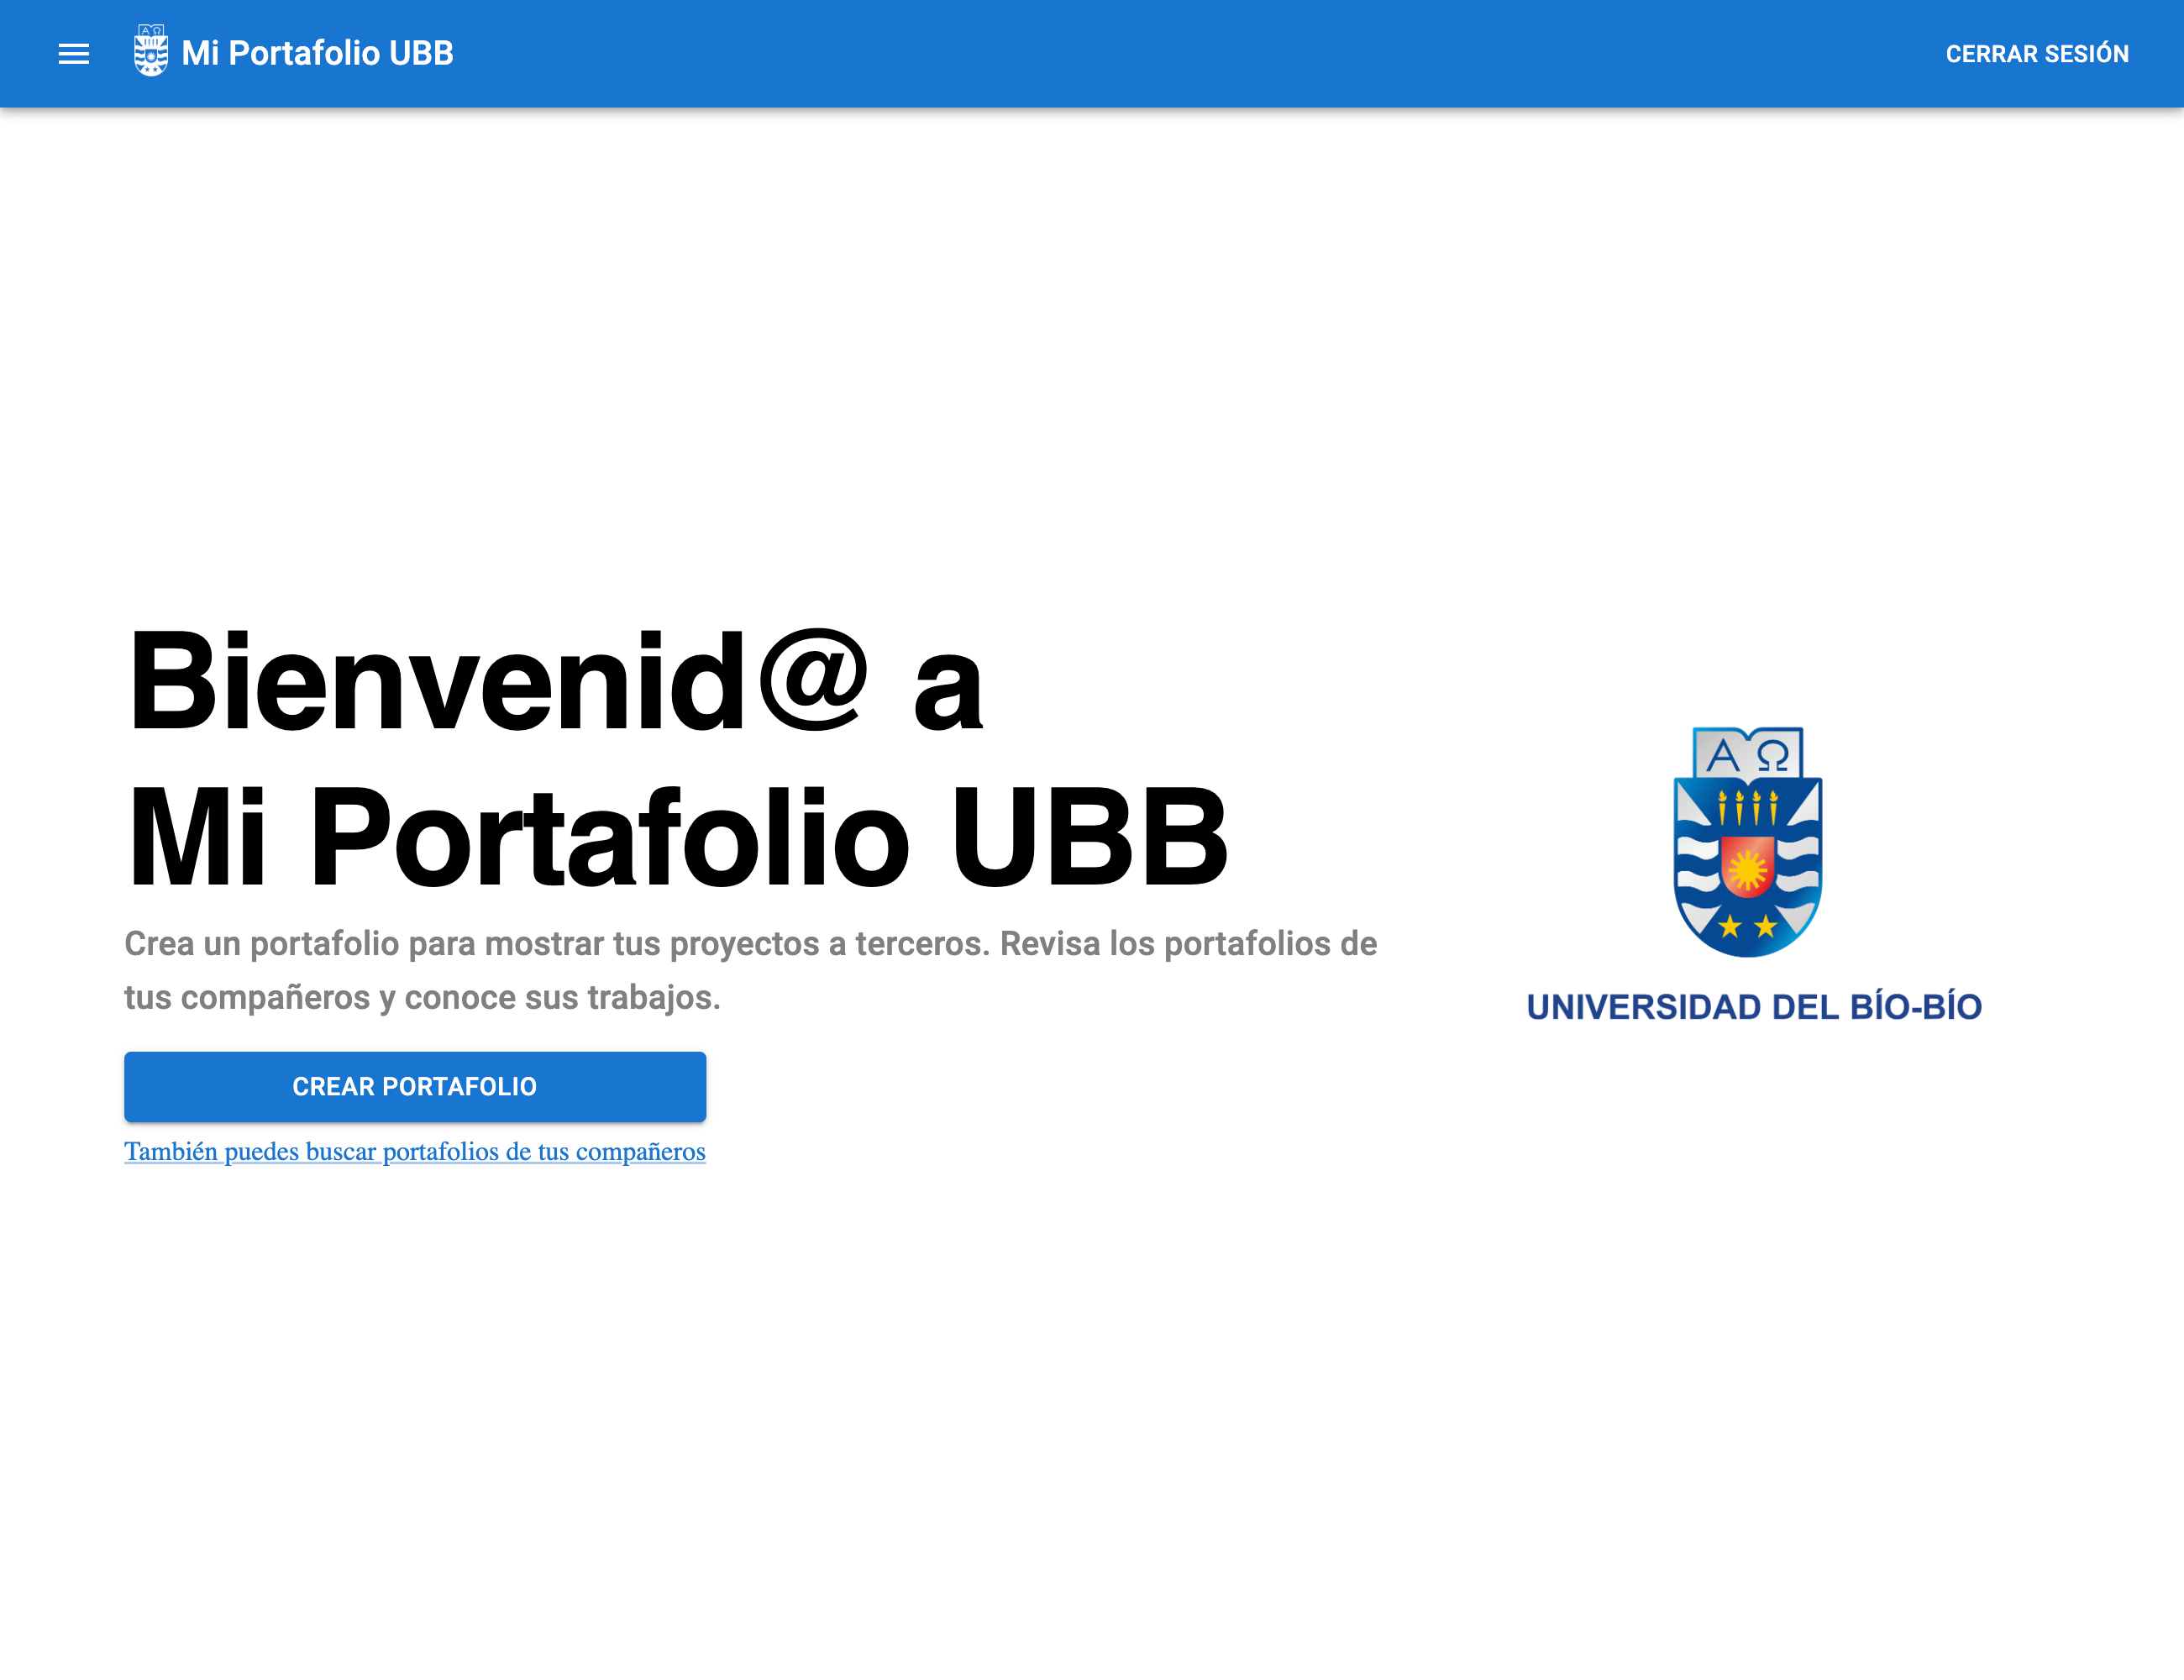 Mi Portafolio UBB
CERRAR SESIÓN
Bienvenid@ a
Mi Portafolio UBB
Crea un portafolio para mostrar tus proyectos a terceros. Revisa los portafolios de
tus compañeros y conoce sus trabajos.
CREAR PORTAFOLIO
También puedes buscar portafolios de tus compañeros
Α Ω
UNIVERSIDAD DEL BÍO-BÍO